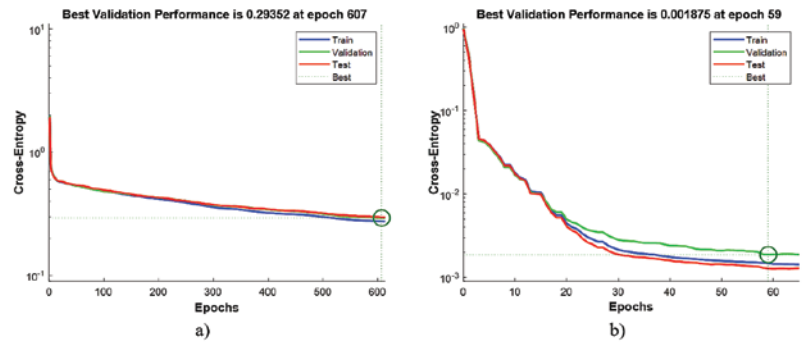 Best Validation Performance is 0.29352 at epoch 607
10^1
10^0
10^-1
Cross-Entropy
Train
Validation
Test
Best
0 100 200 300 400 500 600
Epochs
a)
Best Validation Performance is 0.001875 at epoch 59
10^0
10^-1
10^-2
10^-3
Cross-Entropy
Train
Validation
Test
Best
0 10 20 30 40 50 60
Epochs
b)